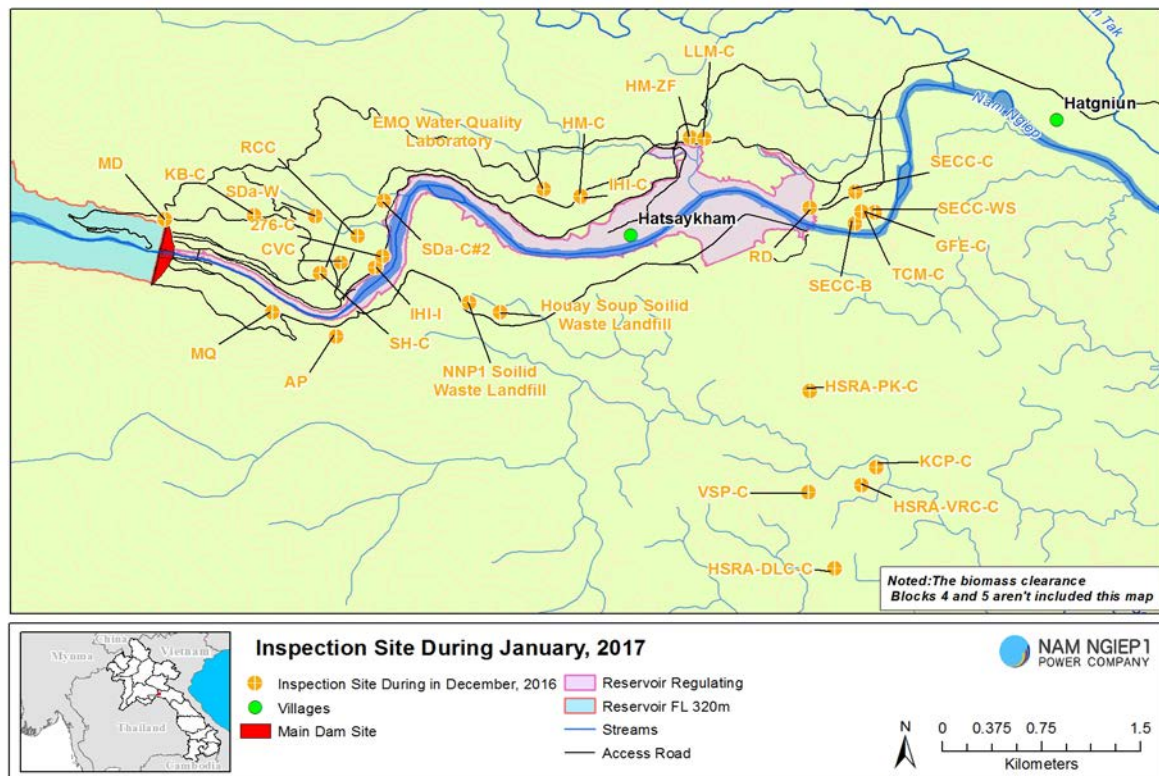 LLM-C
HM-ZF
Nam Tak
Hatgniun
Nam Ngiep
EMO Water Quality
Laboratory
HM-C
RCC
MD
KB-C
SDa-W
276-C
CVC
IHI-C
SECC-C
SECC-WS
Hatsaykham
SDa-C#2
GFE-C
RD
TCM-C
SECC-B
IHI-I
SH-C
Houay Soup Soilid
Waste Landfill
MQ
AP
NNP1 Soilid
Waste Landfill
HSRA-PK-C
KCP-C
VSP-C
HSRA-VRC-C
HSRA-DLC-C
Noted:The biomass clearance
Blocks 4 and 5 aren't included this map
China
Mynma
Vietnam
Thailand
Cambodia
Inspection Site During January, 2017
Inspection Site During in December, 2016
Villages
Main Dam Site
Reservoir Regulating
Reservoir FL 320m
Streams
Access Road
NAM NGIEP1
POWER COMPANY
N
0 0.375 0.75 1.5
Kilometers